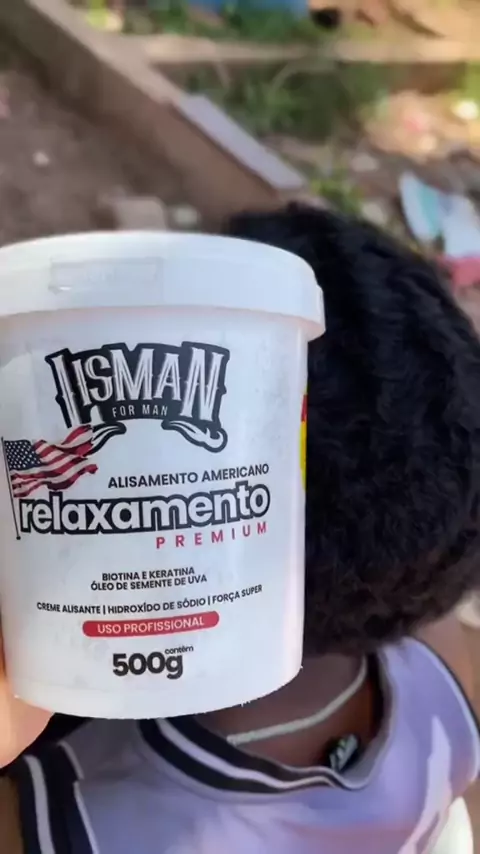 LISMAN
FOR MAN
ALISAMENTO AMERICANO
relaxamento
PREMIUM
BIOTINA E KERATINA
ÓLEO DE SEMENTE DE UVA
CREME ALISANTE | HIDROXÍDO DE SÓDIO | FORÇA SUPER
USO PROFISSIONAL
contém
500g